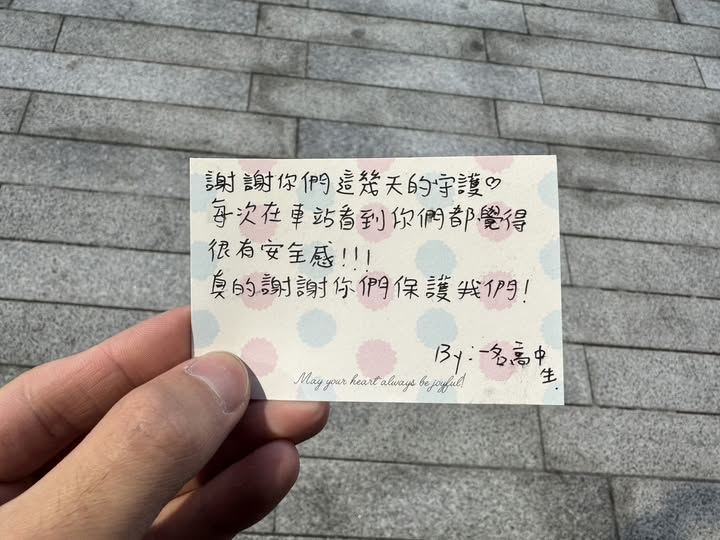 謝謝你們這幾天的守護♡
每次在車站看到你們都覺得
很有安全感!!!
真的謝謝你們保護我們!
By:一名高中
生.
May your heart always be joyful!